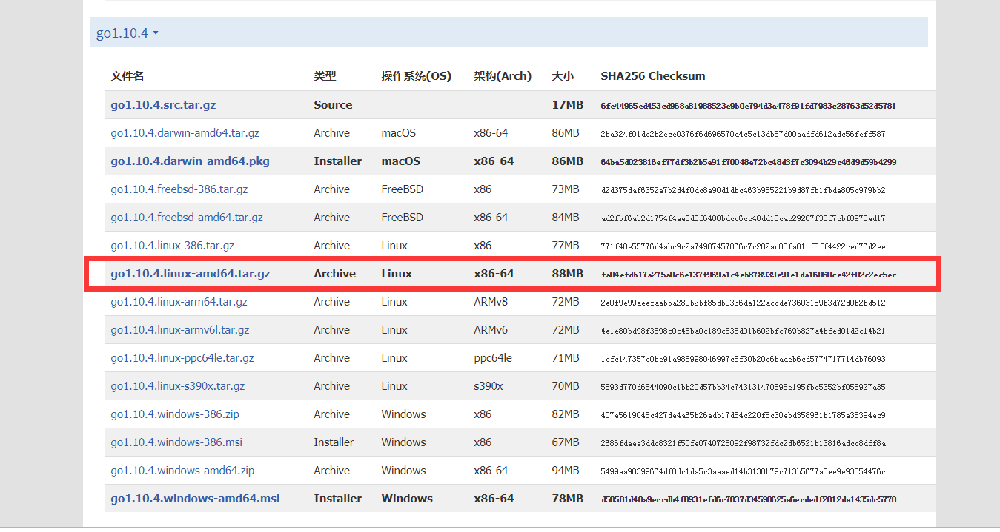 go1.10.4 ▾
文件名 类型 操作系统(OS) 架构(Arch) 大小 SHA256 Checksum
go1.10.4.src.tar.gz Source 17MB 6fe44965ed453cd968a81988523e9b0e794d3a478f91fd7983c28763d52d5781
go1.10.4.darwin-amd64.tar.gz Archive macOS x86-64 86MB 2ba324f01de2b2ece0376f6d696570a4c5c13db67d00aadfd612adc56feff587
go1.10.4.darwin-amd64.pkg Installer macOS x86-64 86MB 64ba5d023816ef77df3b2b5e91f70048e72bc48d3f7c3094b29c46d9d59b4299
go1.10.4.freebsd-386.tar.gz Archive FreeBSD x86 73MB d2d375daf6352e7b2d4f0dc8a90d1dbc463b955221b9d87fb1fbde805c979bb2
go1.10.4.freebsd-amd64.tar.gz Archive FreeBSD x86-64 84MB ad2fbf6ab2d1754f4ae5d8f6488bdcc6cc48dd15cac29207f38f7cbf0978ed17
go1.10.4.linux-386.tar.gz Archive Linux x86 77MB 771f48e55776d4abc9c2a74907457066c7c282ac05fa01cf5ff4422ced76d2ee
go1.10.4.linux-amd64.tar.gz Archive Linux x86-64 88MB fa04efdb17a275a0c6e137f969a1c4eb878939e91e1da16060ce42f02c2ec5ec
go1.10.4.linux-arm64.tar.gz Archive Linux ARMv8 72MB 2e0f9e99aeefaabba280b2bf85db0336da122accde73603159b3d72d0b2bd512
go1.10.4.linux-armv6l.tar.gz Archive Linux ARMv6 72MB 4e1e80bd98f3598c0c48ba0c189c836d01b602bfc769b827a4bfed01d2c14b21
go1.10.4.linux-ppc64le.tar.gz Archive Linux ppc64le 71MB 1cfc147357c0be91a988998046997c5f30b20c6baaeb6cd5774717714db76093
go1.10.4.linux-s390x.tar.gz Archive Linux s390x 70MB 5593d770d6544090c1bb20d57bb34c743131470695e195fbe5352bf056927a35
go1.10.4.windows-386.zip Archive Windows x86 82MB 407e5619048c427de4a65b26edb17d54c220f8c30ebd358961b1785a38394ec9
go1.10.4.windows-386.msi Installer Windows x86 67MB 2686fdeee3ddc8321f50fe0740728092f98732fdc2db6521b13816adcc8dff8a
go1.10.4.windows-amd64.zip Archive Windows x86-64 94MB 5499aa98399664df8dc1da5c3aaaed14b3130b79c713b5677a0ee9e93854476c
go1.10.4.windows-amd64.msi Installer Windows x86-64 78MB d58581d48a9eccdb4f8931efd6c7037d34598625a6ecdedf2012da1435dc5770